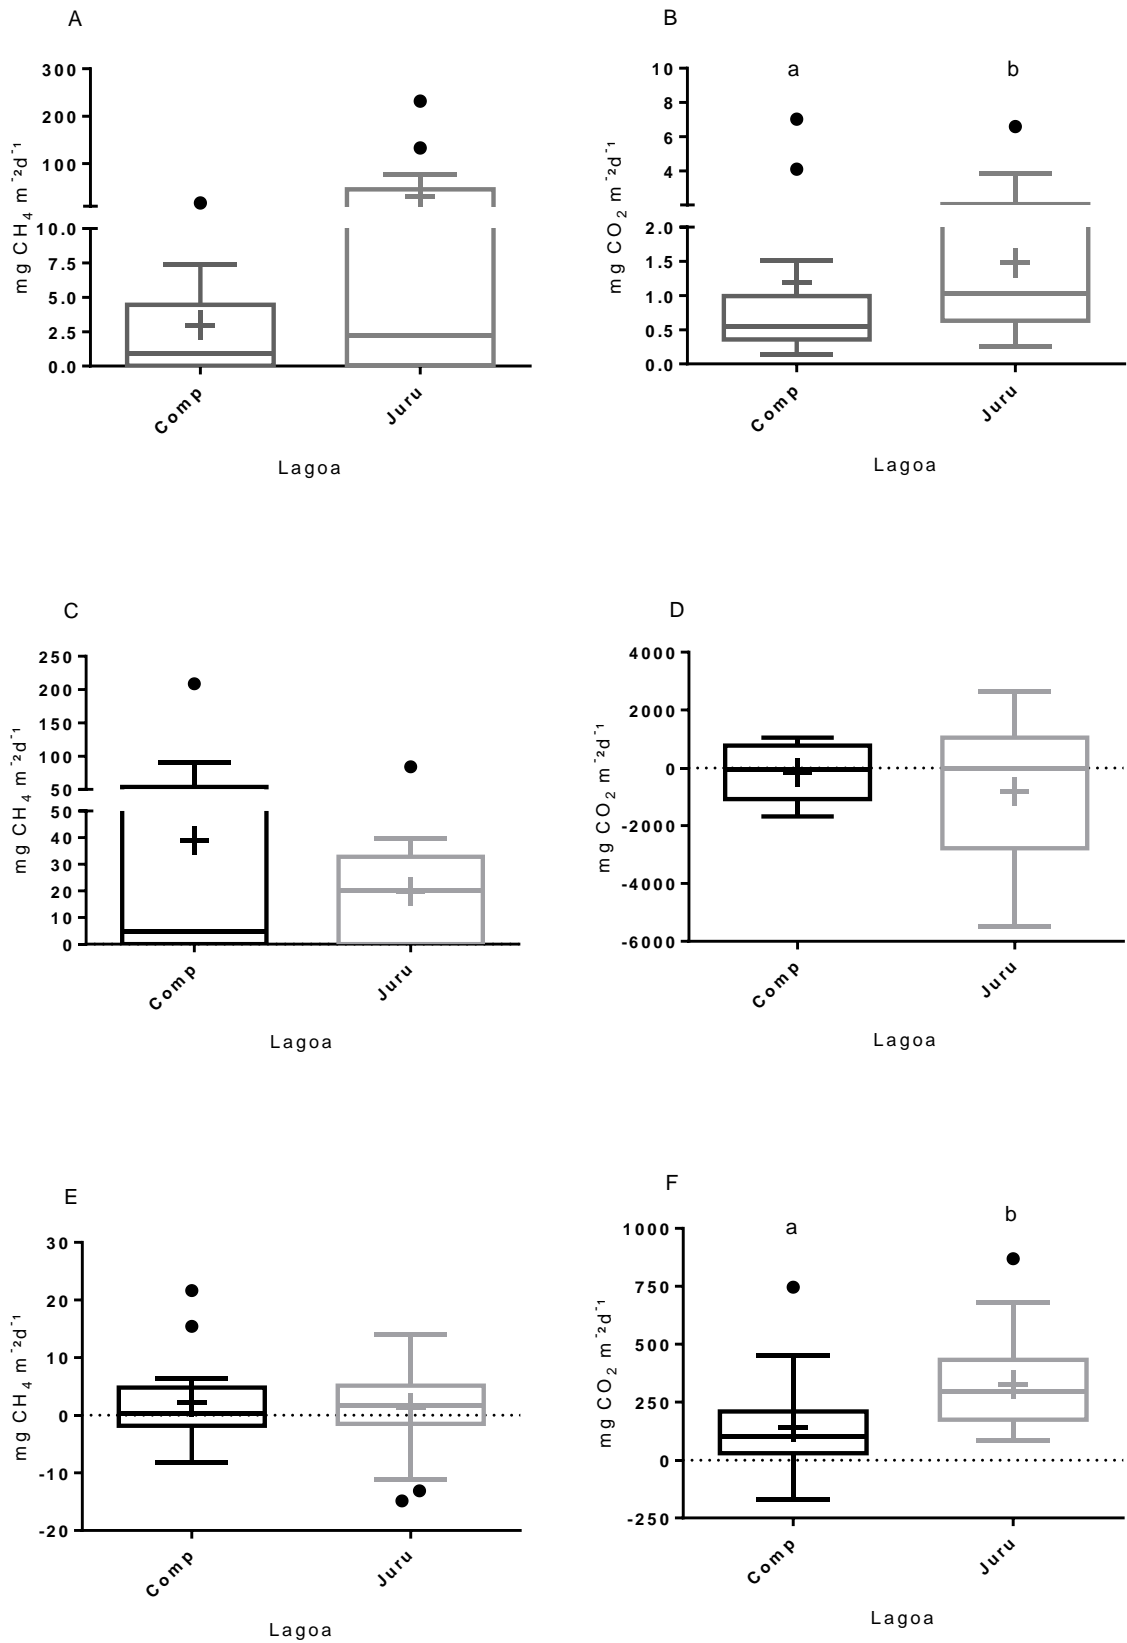 A
mg CH4 m-2d-1
300
200
100
10.0
7.5
5.0
2.5
0.0
Comp
Juru
Lagoa
B
a
b
mg CO2 m-2d-1
10
8
6
4
2.0
1.5
1.0
0.5
0.0
Comp
Juru
Lagoa
C
mg CH4 m-2d-1
250
200
150
100
50
50
40
30
20
10
0
Comp
Juru
Lagoa
D
mg CO2 m-2d-1
4000
2000
0
-2000
-4000
-6000
Comp
Juru
Lagoa
E
mg CH4 m-2d-1
30
20
10
0
-10
-20
Comp
Juru
Lagoa
F
a
b
mg CO2 m-2d-1
1000
750
500
250
0
-250
Comp
Juru
Lagoa